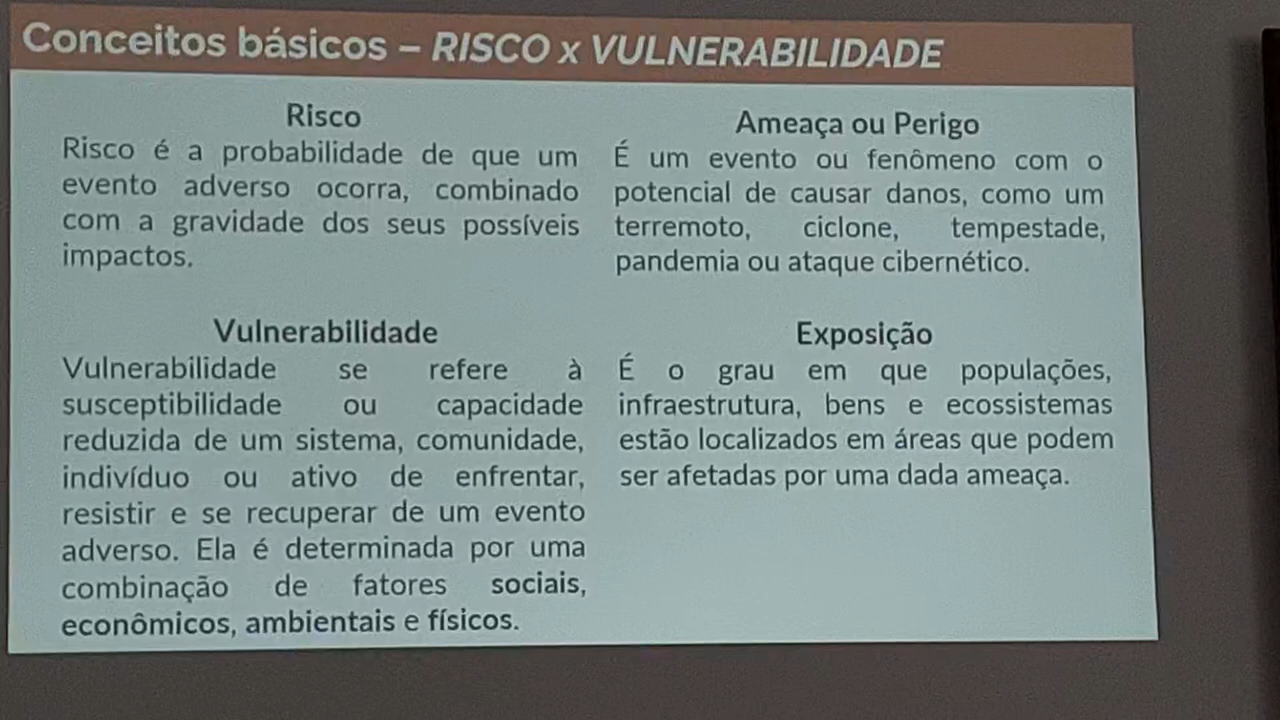 Conceitos básicos – RISCO x VULNERABILIDADE
Risco
Risco é a probabilidade de que um
evento adverso ocorra, combinado
com a gravidade dos seus possíveis
impactos.
Vulnerabilidade
Vulnerabilidade se refere à
susceptibilidade ou capacidade
reduzida de um sistema, comunidade,
indivíduo ou ativo de enfrentar,
resistir e se recuperar de um evento
adverso. Ela é determinada por uma
combinação de fatores sociais,
econômicos, ambientais e físicos.
Ameaça ou Perigo
É um evento ou fenômeno com o
potencial de causar danos, como um
terremoto, ciclone, tempestade,
pandemia ou ataque cibernético.
Exposição
É o grau em que populações,
infraestrutura, bens e ecossistemas
estão localizados em áreas que podem
ser afetadas por uma dada ameaça.